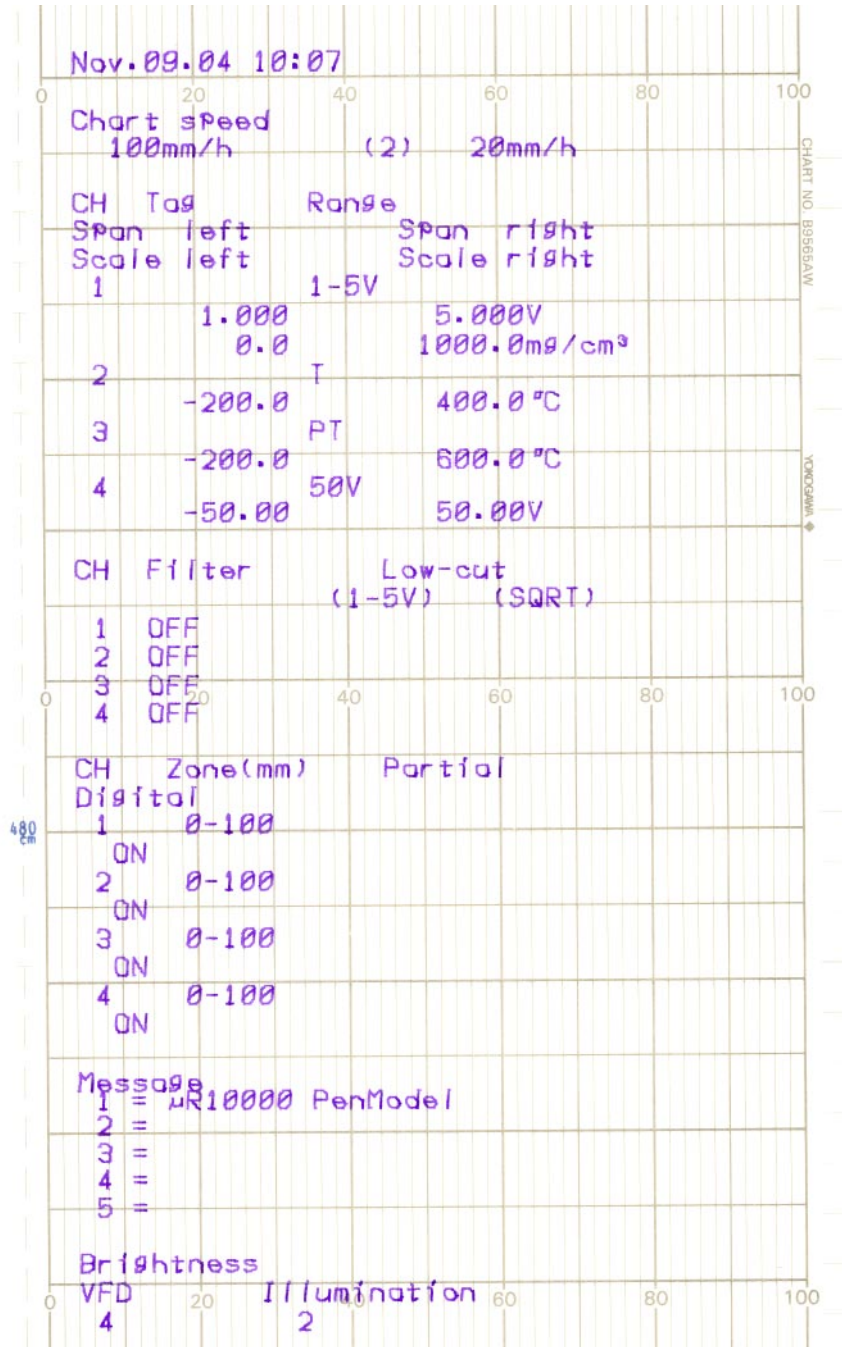 Nov.09.04 10:07
0 20 40 60 80 100
Chart speed
100mm/h (2) 20mm/h
CHART NO. B9565AW
CH Tag Range
Span left Span right
Scale left Scale right
1 1-5V
1.000 5.000V
0.0 1000.0mg/cm³
2 T
-200.0 400.0°C
3 PT
-200.0 600.0°C
YOKOGAWA
4 50V
-50.00 50.00V
CH Filter Low-cut
(1-5V) (SQRT)
1 OFF
2 OFF
3 OFF
0 20 40 60 80 100
4 OFF
CH Zone(mm) Partial
Digital
480 cm
1 0-100
ON
2 0-100
ON
3 0-100
ON
4 0-100
ON
Message
1 = µR10000 PenModel
2 =
3 =
4 =
5 =
Brightness
VFD Illumination
0 20 40 60 80 100
4 2